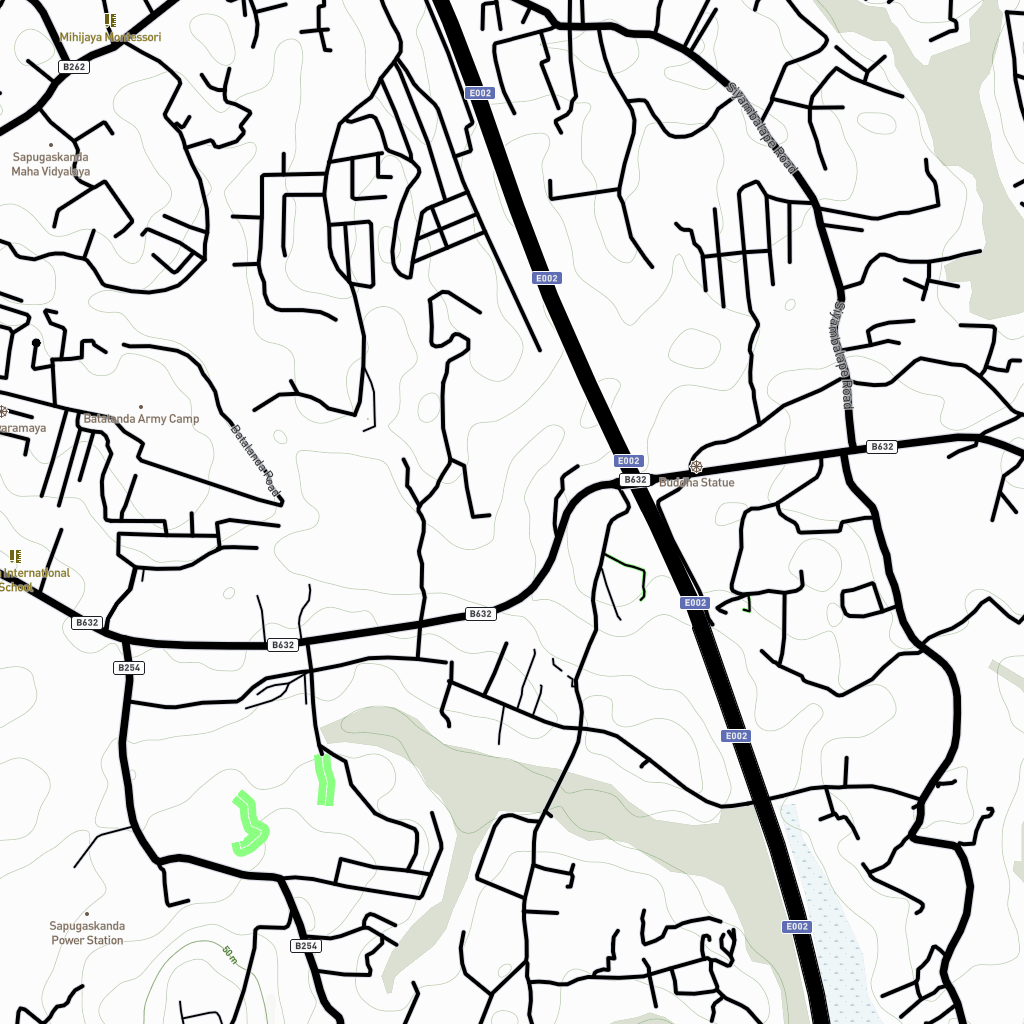 Mihijaya Montessori
B262
E002
Siyambalape Road
Sapugaskanda
Maha Vidyalaya
E002
Siyambalape Road
Batalanda Army Camp
varamaya
Batalanda Road
B632
E002
B632
Buddha Statue
International
School
E002
B632
B632
B632
B254
E002
Sapugaskanda
Power Station
E002
B254
50 m